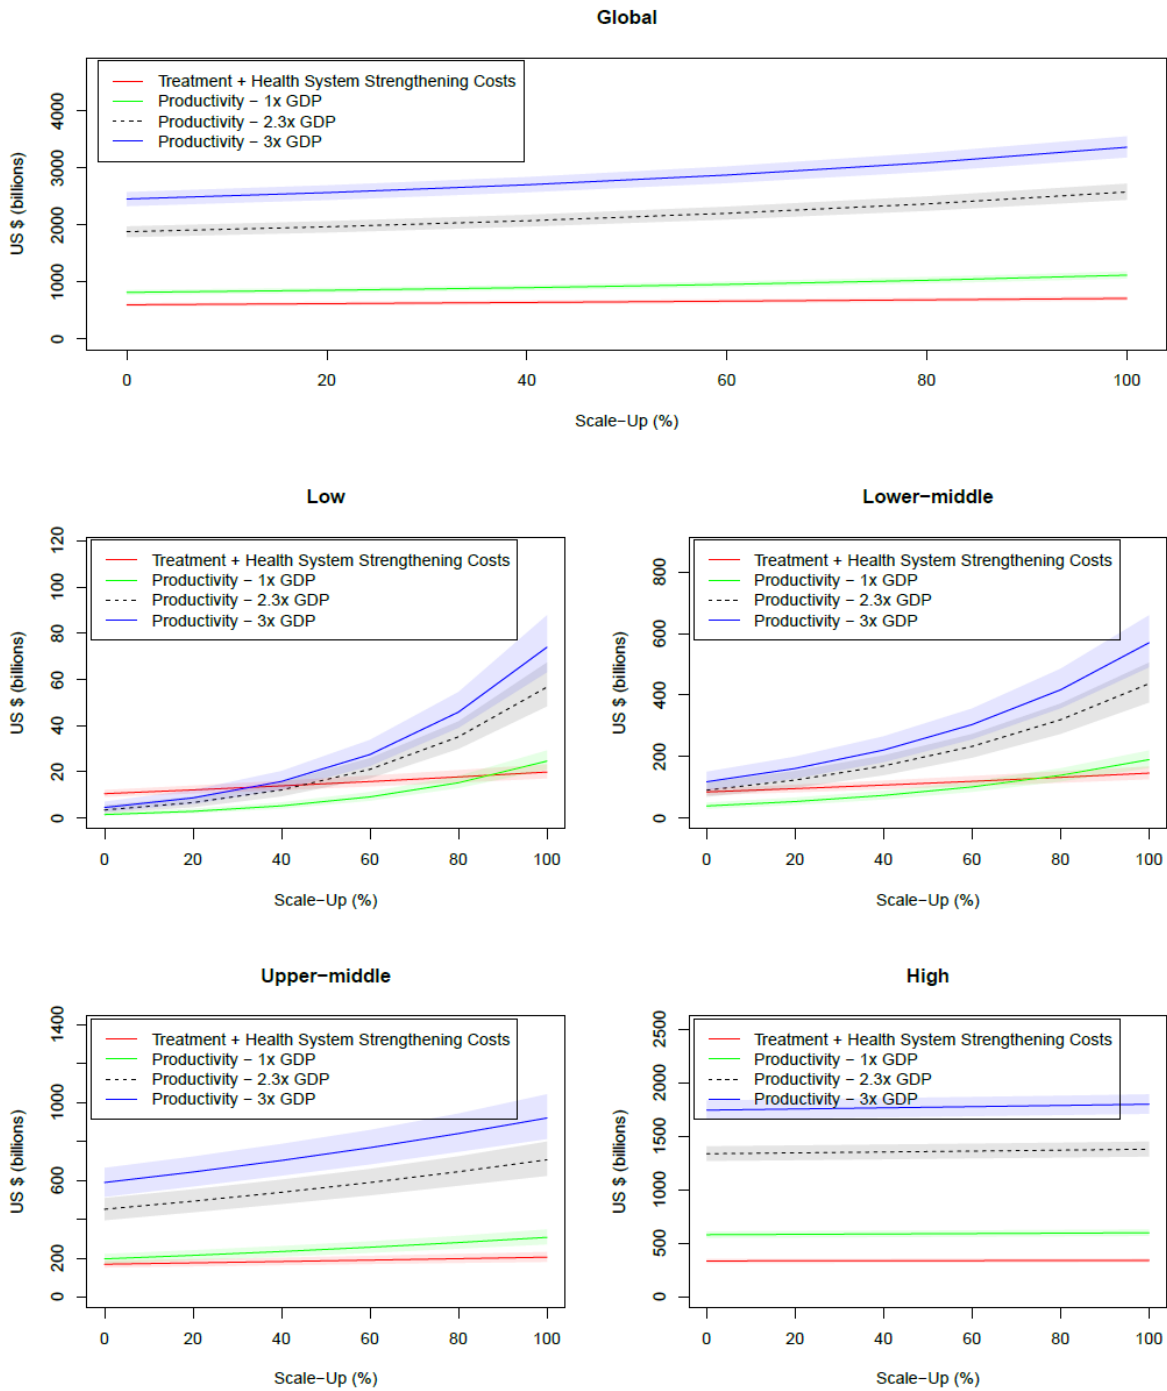 Global
Treatment + Health System Strengthening Costs
Productivity − 1x GDP
Productivity − 2.3x GDP
Productivity − 3x GDP
US $ (billions)
0 1000 2000 3000 4000
0 20 40 60 80 100
Scale−Up (%)
Low
Treatment + Health System Strengthening Costs
Productivity − 1x GDP
Productivity − 2.3x GDP
Productivity − 3x GDP
US $ (billions)
0 20 40 60 80 100 120
0 20 40 60 80 100
Scale−Up (%)
Lower−middle
Treatment + Health System Strengthening Costs
Productivity − 1x GDP
Productivity − 2.3x GDP
Productivity − 3x GDP
US $ (billions)
0 200 400 600 800
0 20 40 60 80 100
Scale−Up (%)
Upper−middle
Treatment + Health System Strengthening Costs
Productivity − 1x GDP
Productivity − 2.3x GDP
Productivity − 3x GDP
US $ (billions)
0 200 600 1000 1400
0 20 40 60 80 100
Scale−Up (%)
High
Treatment + Health System Strengthening Costs
Productivity − 1x GDP
Productivity − 2.3x GDP
Productivity − 3x GDP
US $ (billions)
0 500 1000 1500 2000 2500
0 20 40 60 80 100
Scale−Up (%)